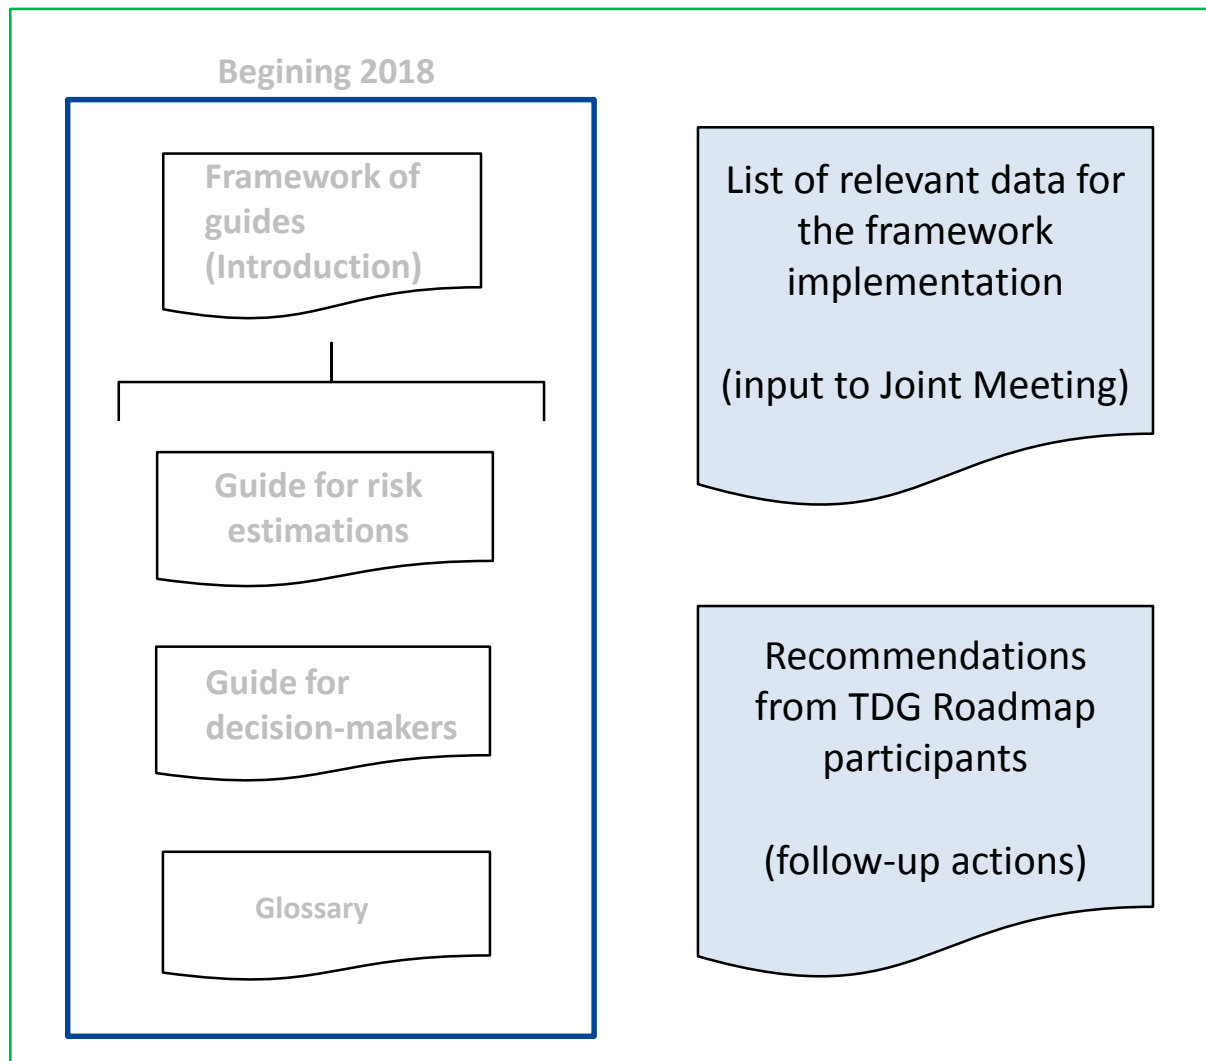 Begining 2018
Framework of
guides
(Introduction)
Guide for risk
estimations
Guide for
decision-makers
Glossary
List of relevant data for
the framework
implementation
(input to Joint Meeting)
Recommendations
from TDG Roadmap
participants
(follow-up actions)